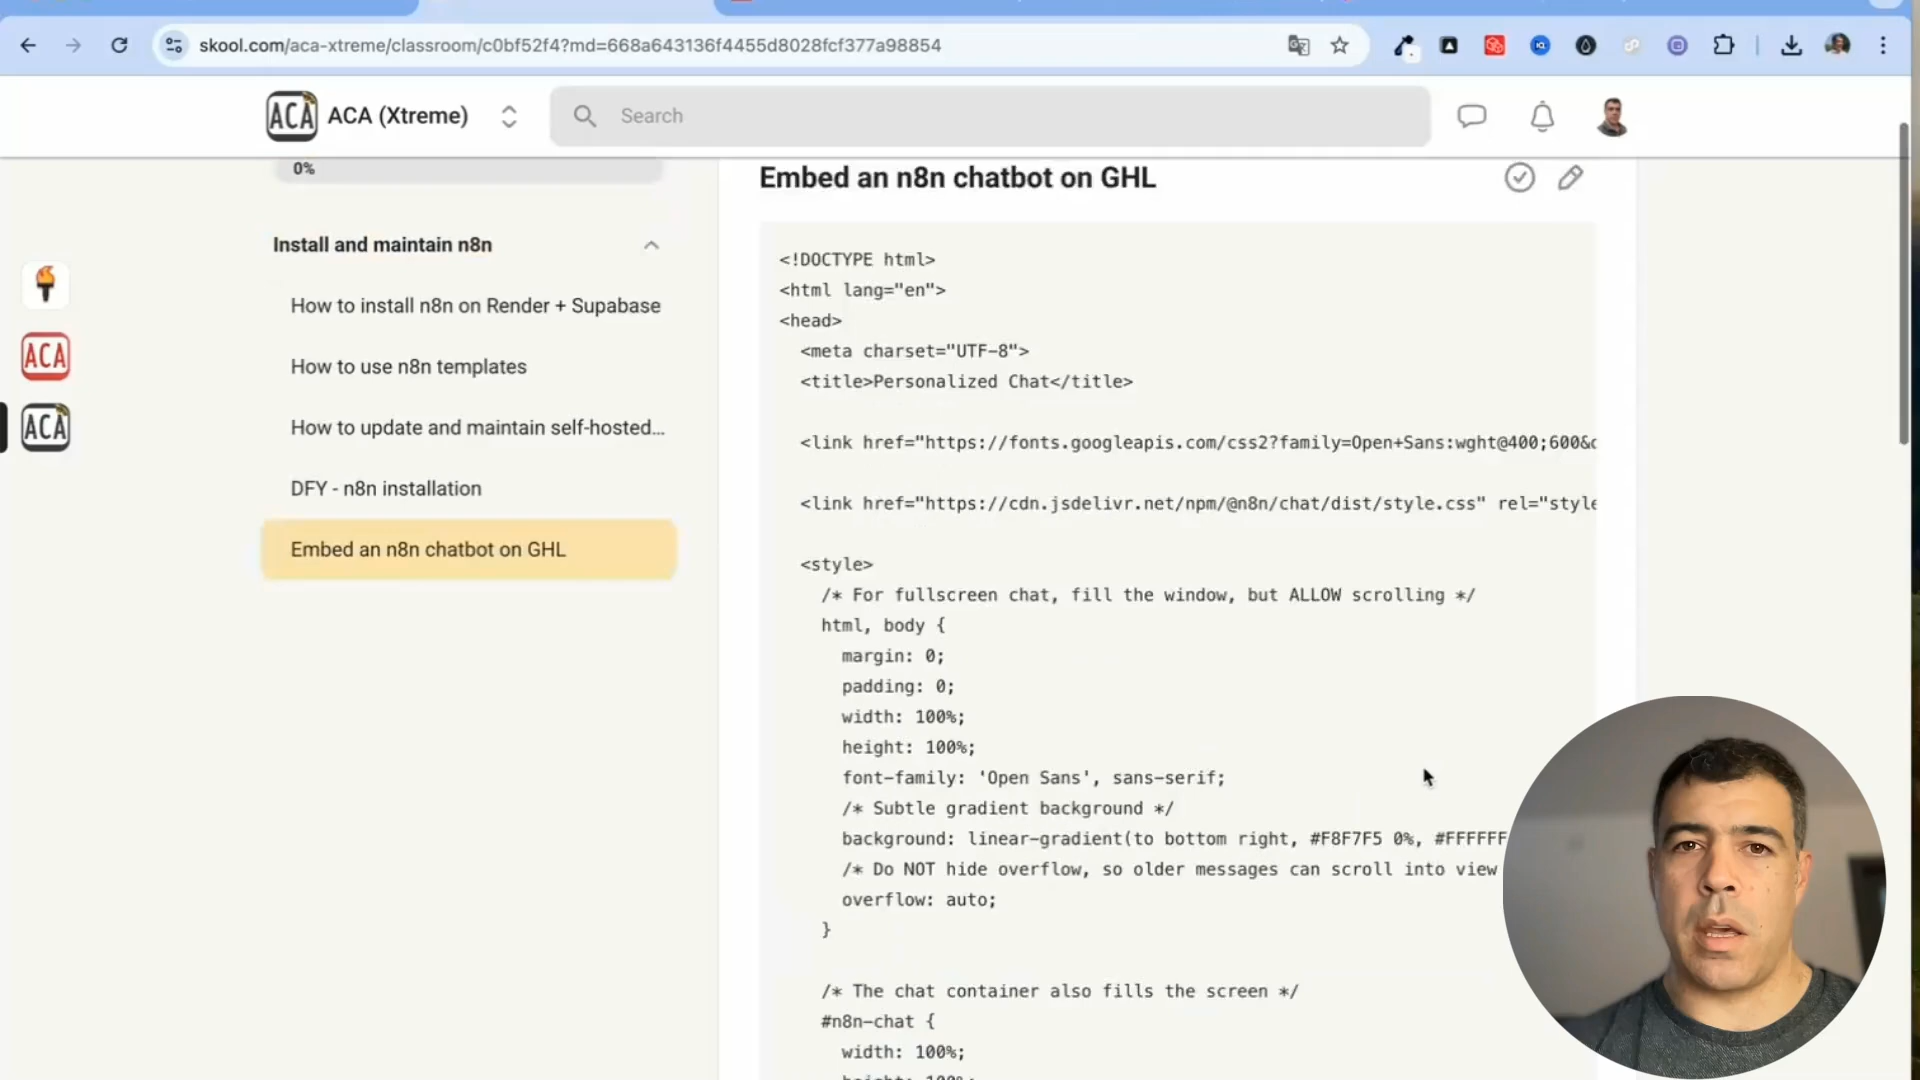 skool.com/aca-xtreme/classroom/c0bf52f4?md=668a643136f4455d8028fcf377a98854
ACA
ACA (Xtreme)
Search
0%
Install and maintain n8n
How to install n8n on Render + Supabase
How to use n8n templates
How to update and maintain self-hosted...
DFY - n8n installation
Embed an n8n chatbot on GHL
ACA
ACA
Embed an n8n chatbot on GHL
<!DOCTYPE html>
<html lang="en">
<head>
<meta charset="UTF-8">
<title>Personalized Chat</title>
<link href="https://fonts.googleapis.com/css2?family=Open+Sans:wght@400;600&
<link href="https://cdn.jsdelivr.net/npm/@n8n/chat/dist/style.css" rel="style
<style>
/* For fullscreen chat, fill the window, but ALLOW scrolling */
html, body {
margin: 0;
padding: 0;
width: 100%;
height: 100%;
font-family: 'Open Sans', sans-serif;
/* Subtle gradient background */
background: linear-gradient(to bottom right, #F8F7F5 0%, #FFFFFF
/* Do NOT hide overflow, so older messages can scroll into view
overflow: auto;
}
/* The chat container also fills the screen */
#n8n-chat {
width: 100%;